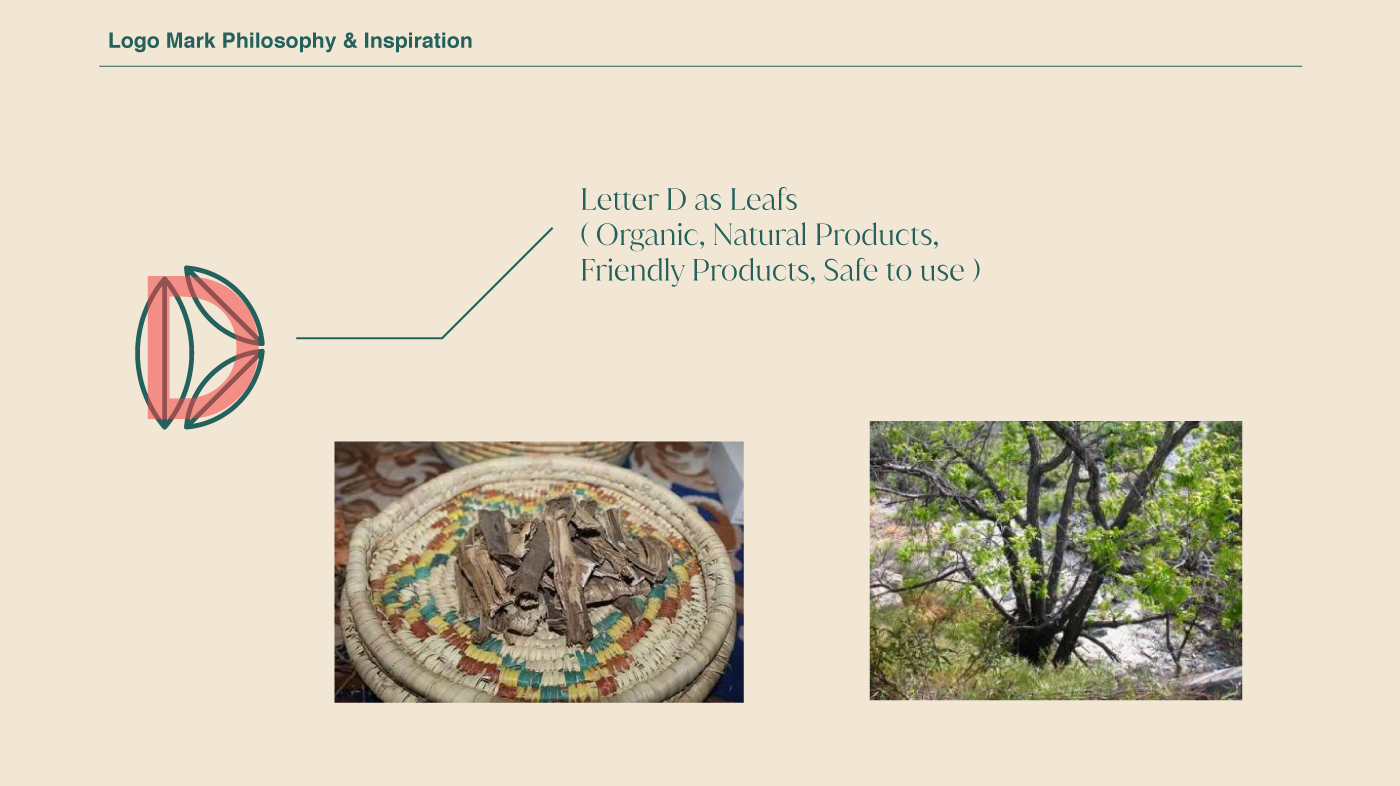 Logo Mark Philosophy & Inspiration
Letter D as Leafs
( Organic, Natural Products,
Friendly Products, Safe to use )
D